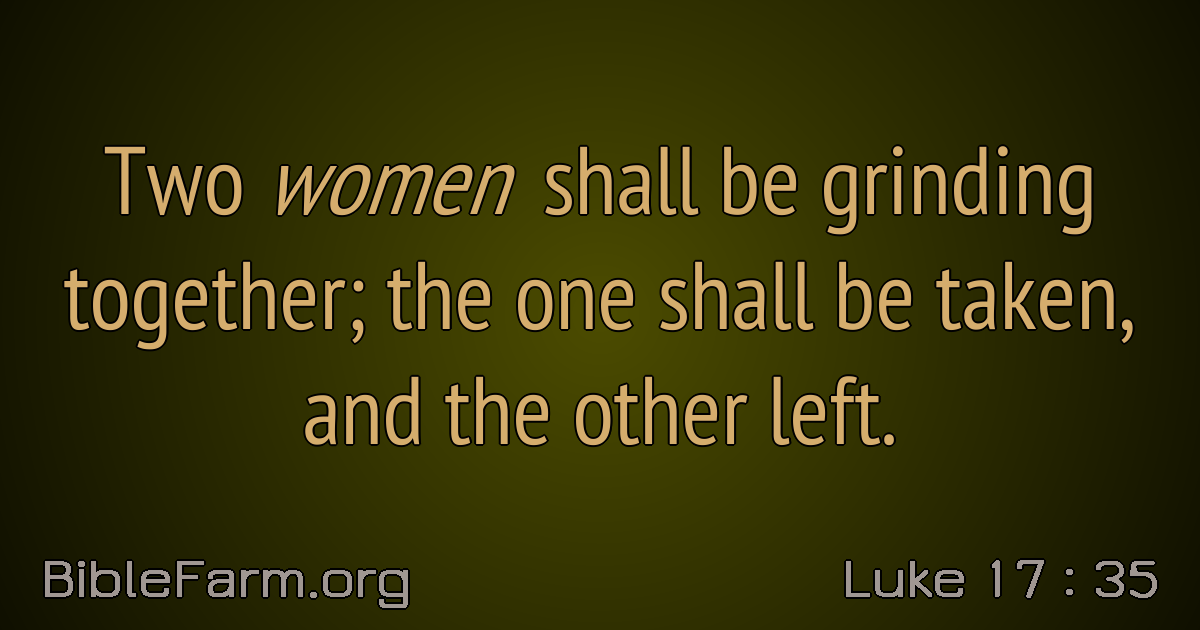 Two women shall be grinding
together; the one shall be taken,
and the other left.
BibleFarm.org
Luke 17 : 35